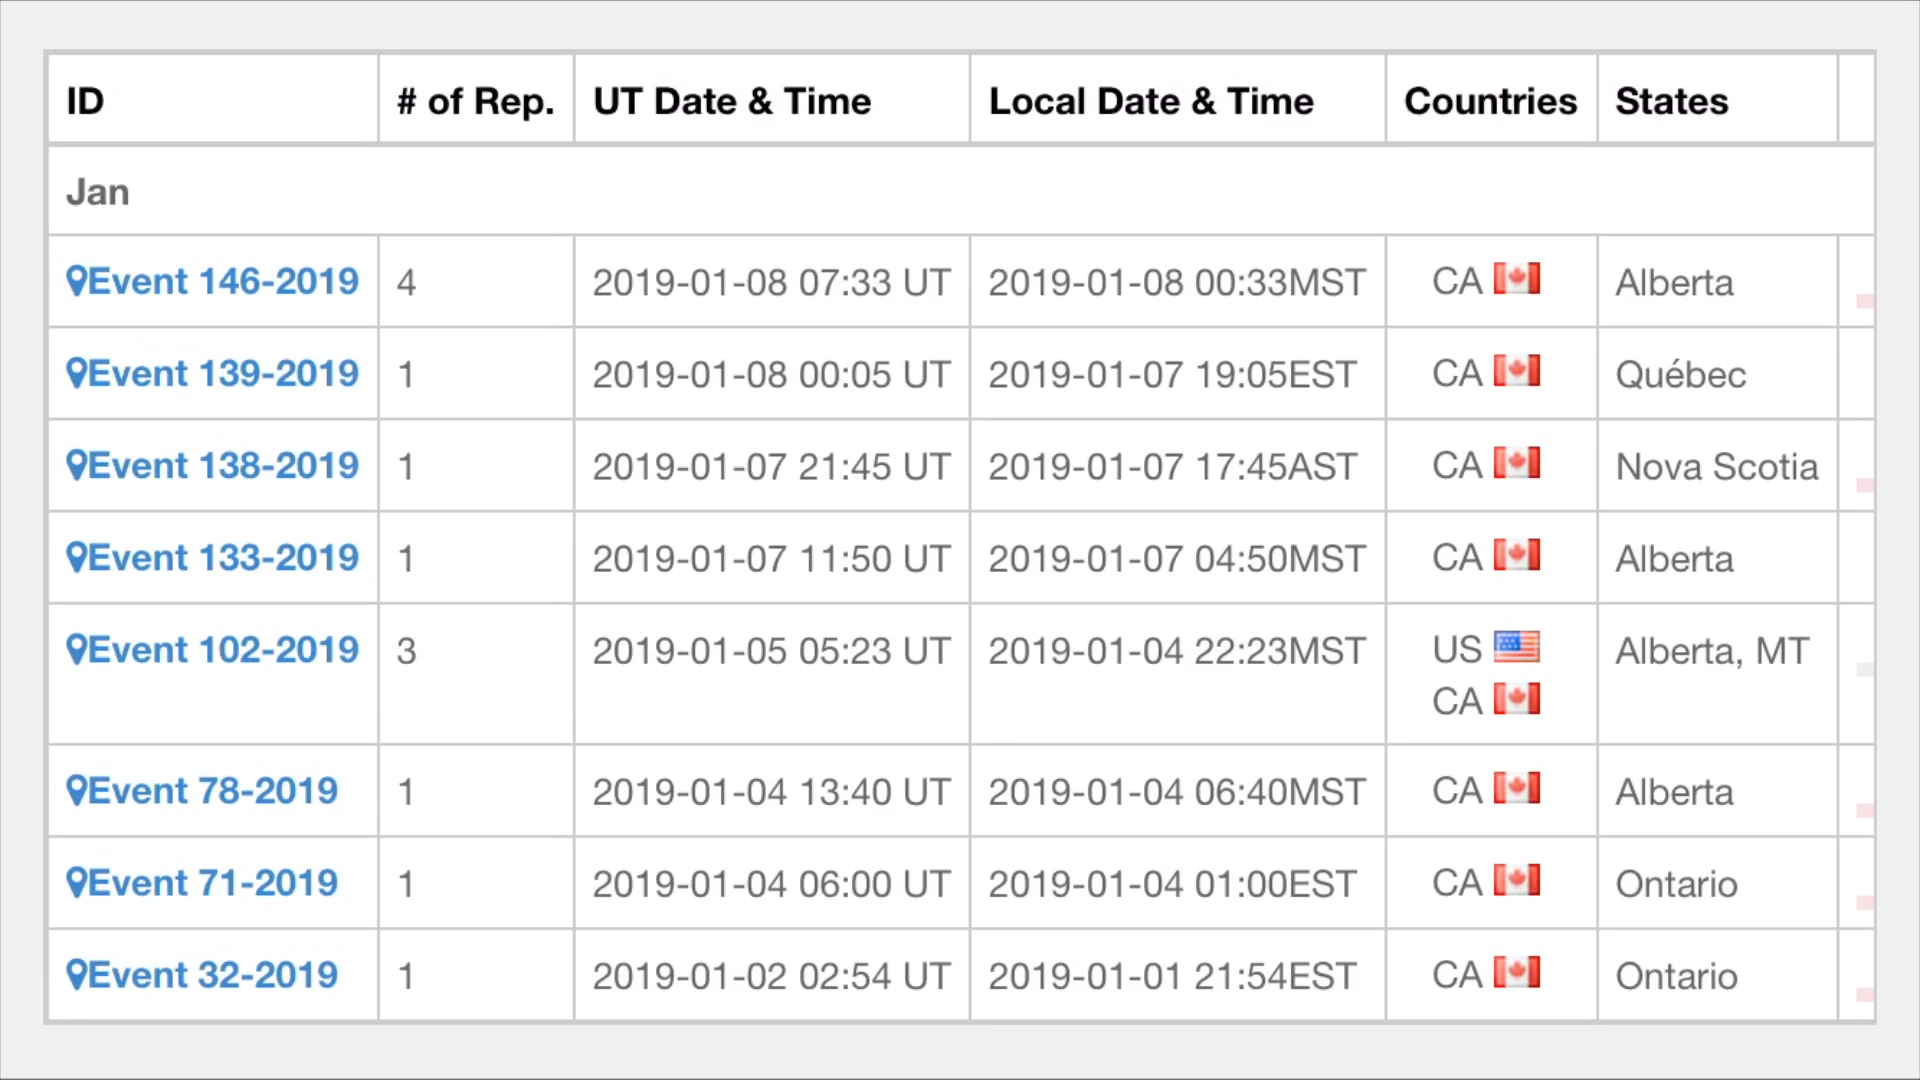 ID # of Rep. UT Date & Time Local Date & Time Countries States
Jan
Event 146-2019 4 2019-01-08 07:33 UT 2019-01-08 00:33MST CA Alberta
Event 139-2019 1 2019-01-08 00:05 UT 2019-01-07 19:05EST CA Québec
Event 138-2019 1 2019-01-07 21:45 UT 2019-01-07 17:45AST CA Nova Scotia
Event 133-2019 1 2019-01-07 11:50 UT 2019-01-07 04:50MST CA Alberta
Event 102-2019 3 2019-01-05 05:23 UT 2019-01-04 22:23MST US Alberta, MT
CA
Event 78-2019 1 2019-01-04 13:40 UT 2019-01-04 06:40MST CA Alberta
Event 71-2019 1 2019-01-04 06:00 UT 2019-01-04 01:00EST CA Ontario
Event 32-2019 1 2019-01-02 02:54 UT 2019-01-01 21:54EST CA Ontario